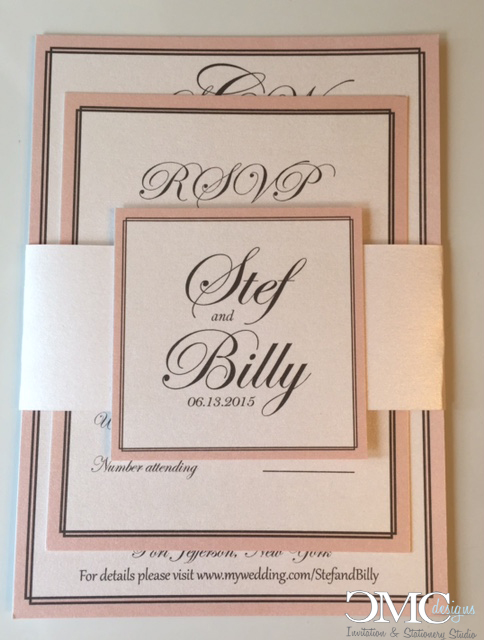 RSVP
Stef
and
Billy
06.13.2015
Number attending
Port Jefferson, New York
For details please visit www.mywedding.com/StefandBilly
CMC designs
Invitation & Stationery Studio